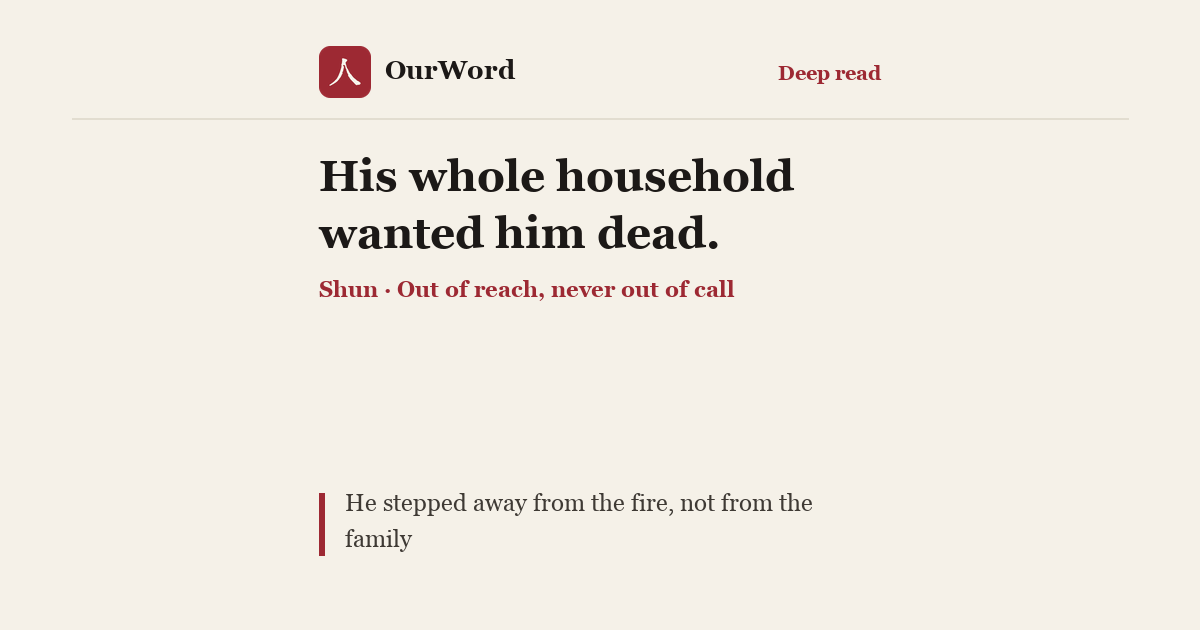 人 OurWord
Deep read
His whole household
wanted him dead.
Shun · Out of reach, never out of call
He stepped away from the fire, not from the
family